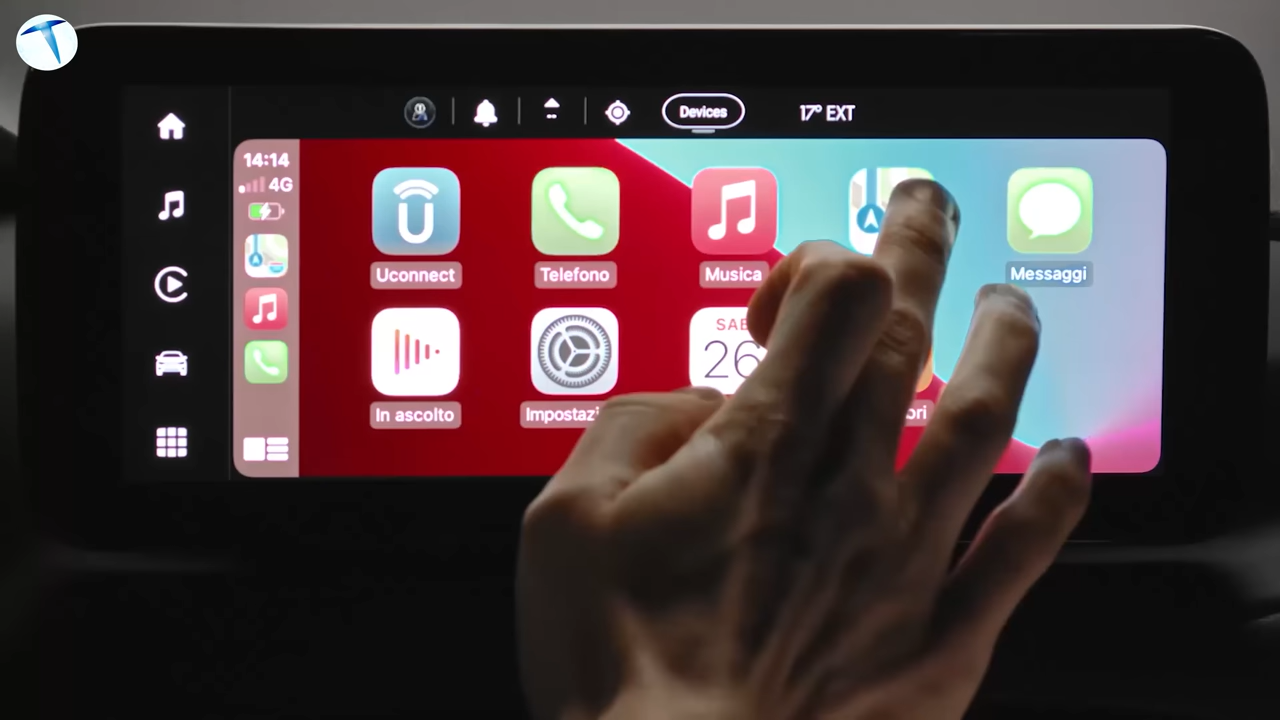 Devices
17° EXT
14:14
4G
Uconnect
Telefono
Musica
Messaggi
SAB
26
In ascolto